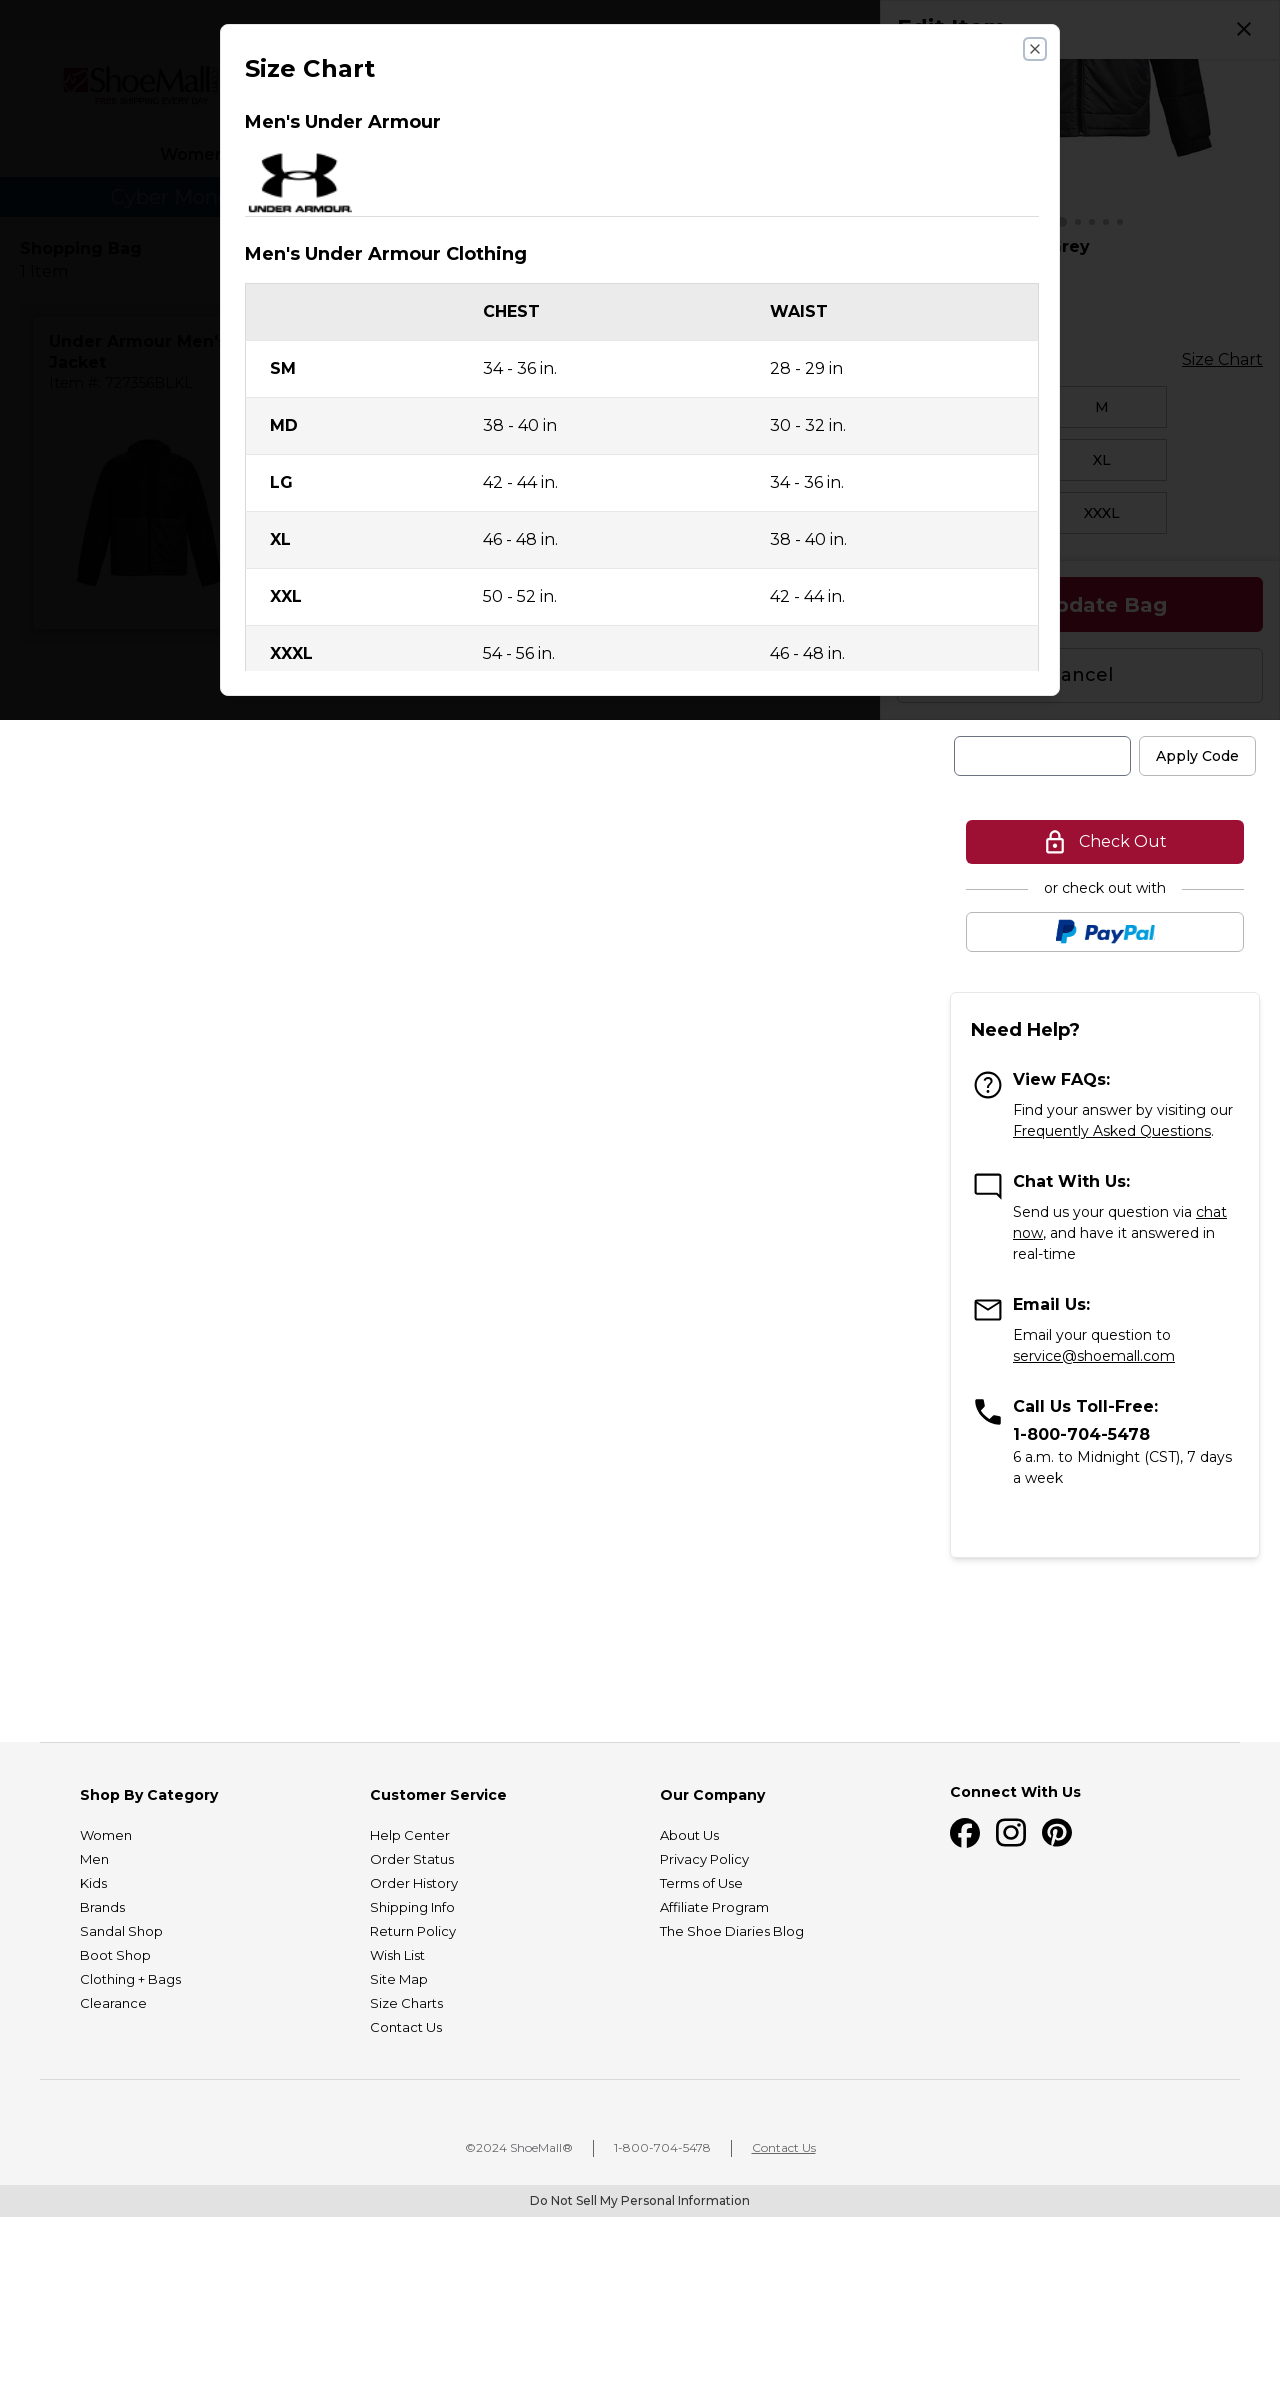 Edit Item
ShoeMall
FREE SHIPPING EVERY DAY
Women
Cyber Mon
Shopping Bag
1 Item
Under Armour Men's
Jacket
Item #: 727356BLKL
Size Chart
Men's Under Armour
UNDER ARMOUR.
Men's Under Armour Clothing
CHEST WAIST
SM 34 - 36 in. 28 - 29 in
MD 38 - 40 in 30 - 32 in.
LG 42 - 44 in. 34 - 36 in.
XL 46 - 48 in. 38 - 40 in.
XXL 50 - 52 in. 42 - 44 in.
XXXL 54 - 56 in. 46 - 48 in.
Grey
Size Chart
M
XL
XXXL
Update Bag
Cancel
Apply Code
Check Out
or check out with
PayPal
Need Help?
View FAQs:
Find your answer by visiting our
Frequently Asked Questions.
Chat With Us:
Send us your question via chat
now, and have it answered in
real-time
Email Us:
Email your question to
service@shoemall.com
Call Us Toll-Free:
1-800-704-5478
6 a.m. to Midnight (CST), 7 days
a week
Shop By Category
Women
Men
Kids
Brands
Sandal Shop
Boot Shop
Clothing + Bags
Clearance
Customer Service
Help Center
Order Status
Order History
Shipping Info
Return Policy
Wish List
Site Map
Size Charts
Contact Us
Our Company
About Us
Privacy Policy
Terms of Use
Affiliate Program
The Shoe Diaries Blog
Connect With Us
©2024 ShoeMall®
1-800-704-5478
Contact Us
Do Not Sell My Personal Information